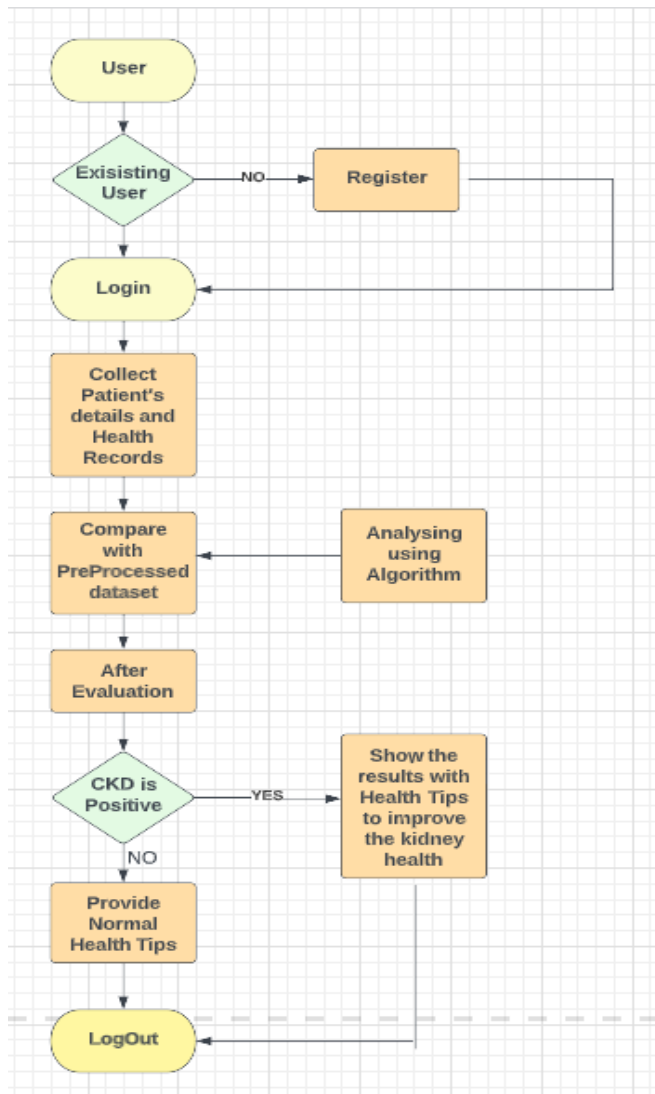 User
Exisisting
User
NO
Register
Login
Collect
Patient's
details and
Health
Records
Compare
with
PreProcessed
dataset
Analysing
using
Algorithm
After
Evaluation
CKD is
Positive
YES
Show the
results with
Health Tips
to improve
the kidney
health
NO
Provide
Normal
Health Tips
LogOut